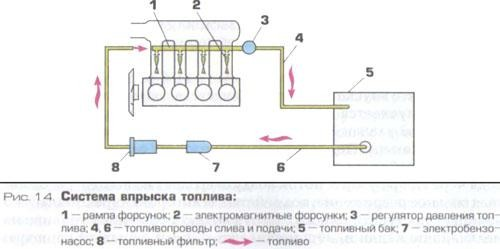 1
2
3
4
5
8
7
6
Рис. 1.4. Система впрыска топлива:
1 — рампа форсунок; 2 — электромагнитные форсунки; 3 — регулятор давления топ-
лива; 4, 6 — топливопроводы слива и подачи; 5 — топливный бак; 7 — электробензо-
насос; 8 — топливный фильтр; — топливо